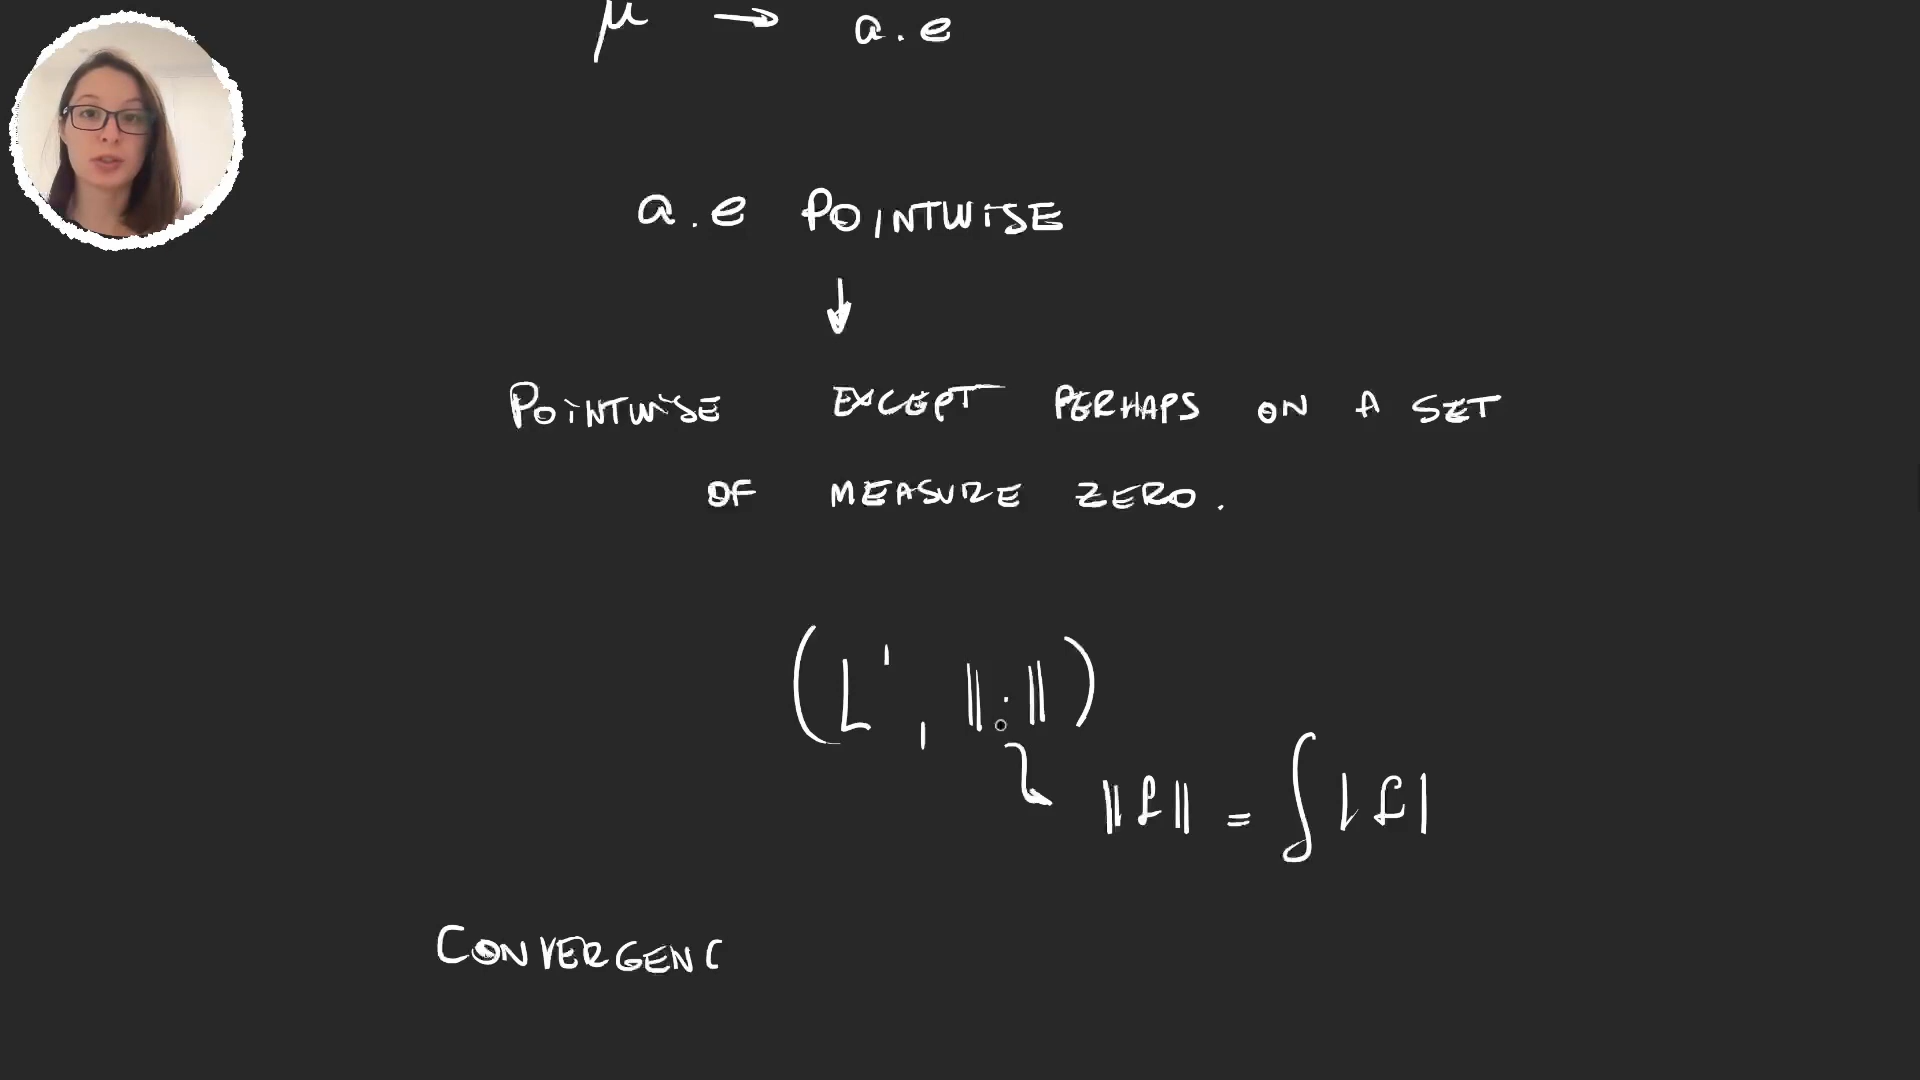 μ → a.e
a.e POINTWISE
↓
POINTWISE EXCEPT PERHAPS ON A SET
OF MEASURE ZERO.
(L¹, ||·||)
||f|| = ∫|f|
CONVERGENC